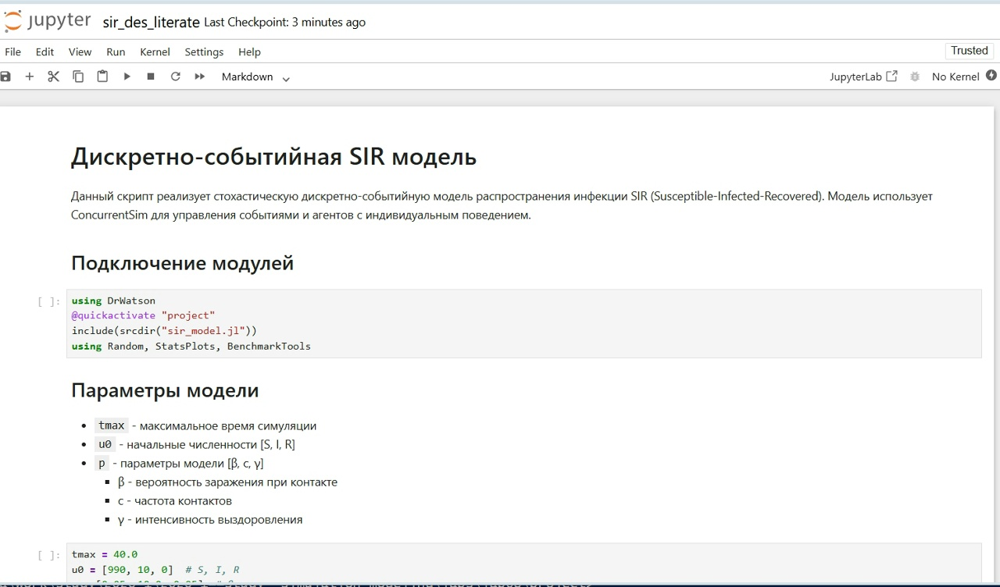 jupyter sir_des_literate Last Checkpoint: 3 minutes ago
File Edit View Run Kernel Settings Help Trusted
Markdown JupyterLab No Kernel
Дискретно-событийная SIR модель
Данный скрипт реализует стохастическую дискретно-событийную модель распространения инфекции SIR (Susceptible-Infected-Recovered). Модель использует
ConcurrentSim для управления событиями и агентов с индивидуальным поведением.
Подключение модулей
[ ]: using DrWatson
@quickactivate "project"
include(srcdir("sir_model.jl"))
using Random, StatsPlots, BenchmarkTools
Параметры модели
• tmax - максимальное время симуляции
• u0 - начальные численности [S, I, R]
• p - параметры модели [β, c, γ]
▪ β - вероятность заражения при контакте
▪ c - частота контактов
▪ γ - интенсивность выздоровления
[ ]: tmax = 40.0
u0 = [990, 10, 0] # S, I, R